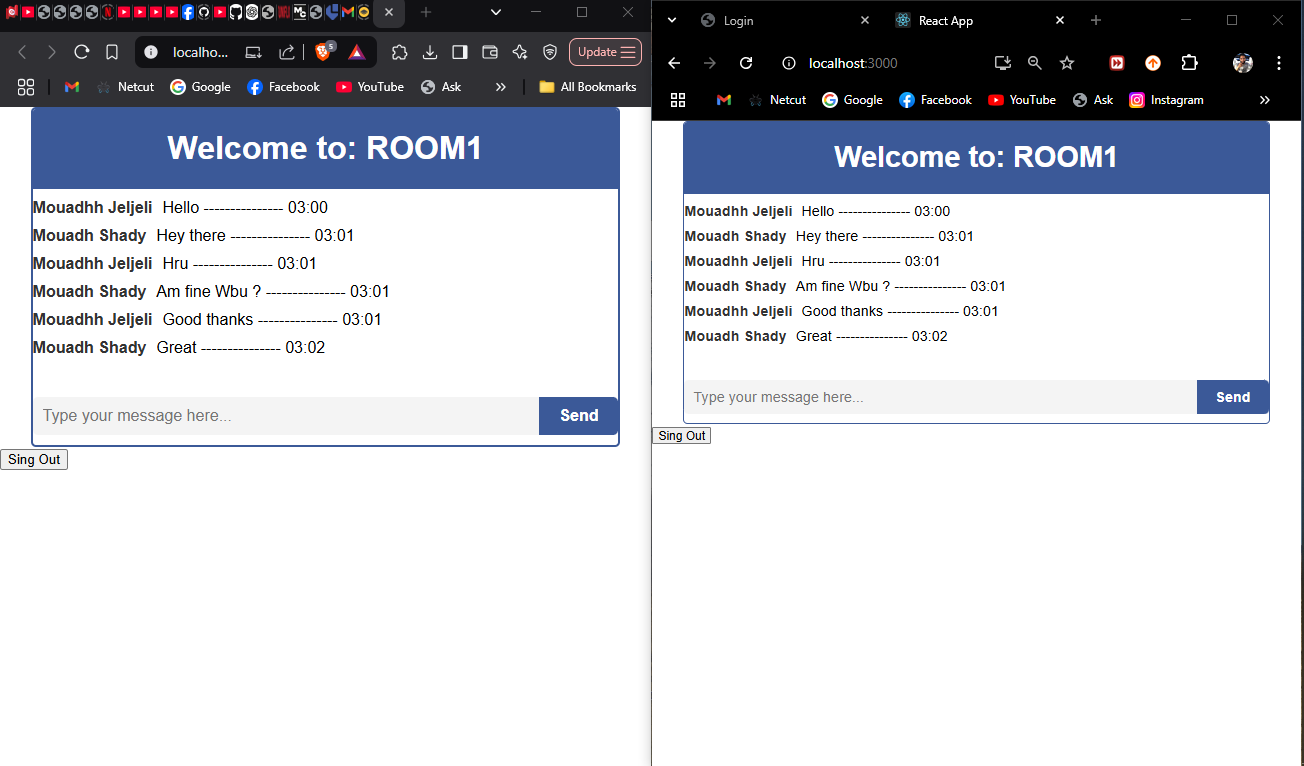 Update
localho...
Netcut Google Facebook YouTube Ask » All Bookmarks
Welcome to: ROOM1
Mouadhh Jeljeli Hello --------------- 03:00
Mouadh Shady Hey there --------------- 03:01
Mouadhh Jeljeli Hru --------------- 03:01
Mouadh Shady Am fine Wbu ? --------------- 03:01
Mouadhh Jeljeli Good thanks --------------- 03:01
Mouadh Shady Great --------------- 03:02
Type your message here... Send
Sing Out
Login React App
localhost:3000
Netcut Google Facebook YouTube Ask Instagram »
Welcome to: ROOM1
Mouadhh Jeljeli Hello --------------- 03:00
Mouadh Shady Hey there --------------- 03:01
Mouadhh Jeljeli Hru --------------- 03:01
Mouadh Shady Am fine Wbu ? --------------- 03:01
Mouadhh Jeljeli Good thanks --------------- 03:01
Mouadh Shady Great --------------- 03:02
Type your message here... Send
Sing Out